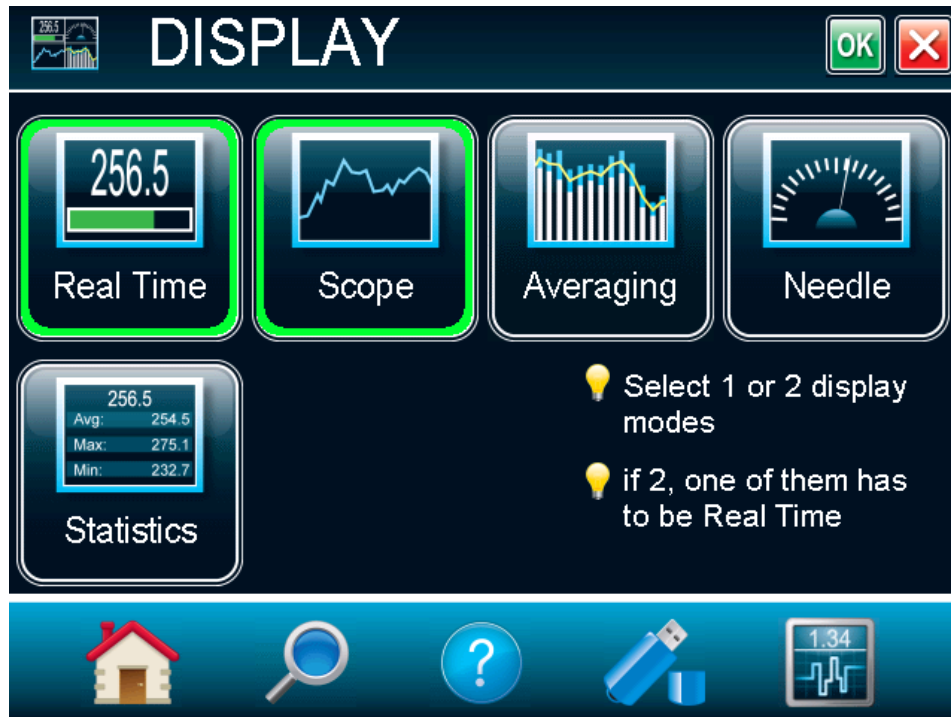 256.5
DISPLAY
OK
256.5
Real Time
Scope
Averaging
Needle
256.5
Avg: 254.5
Max: 275.1
Min: 232.7
Statistics
Select 1 or 2 display
modes
if 2, one of them has
to be Real Time
?
1.34